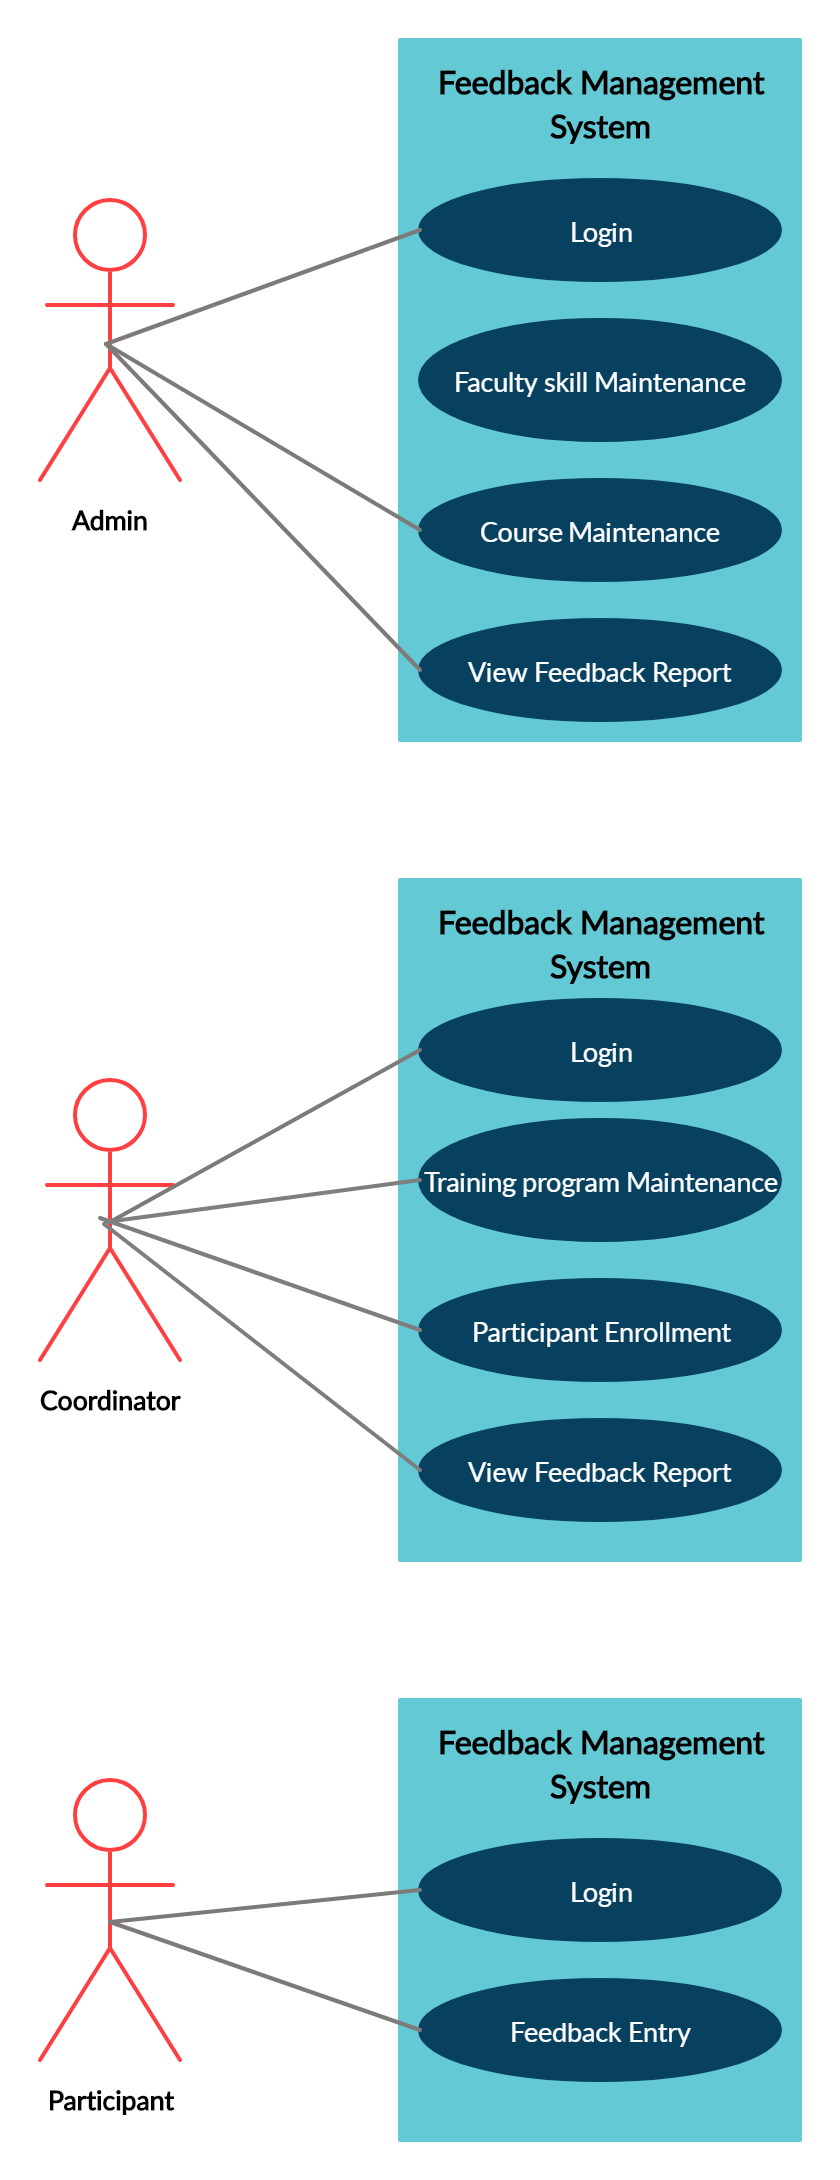 Feedback Management
System
Login
Faculty skill Maintenance
Admin
Course Maintenance
View Feedback Report
Feedback Management
System
Login
Training program Maintenance
Participant Enrollment
Coordinator
View Feedback Report
Feedback Management
System
Login
Feedback Entry
Participant